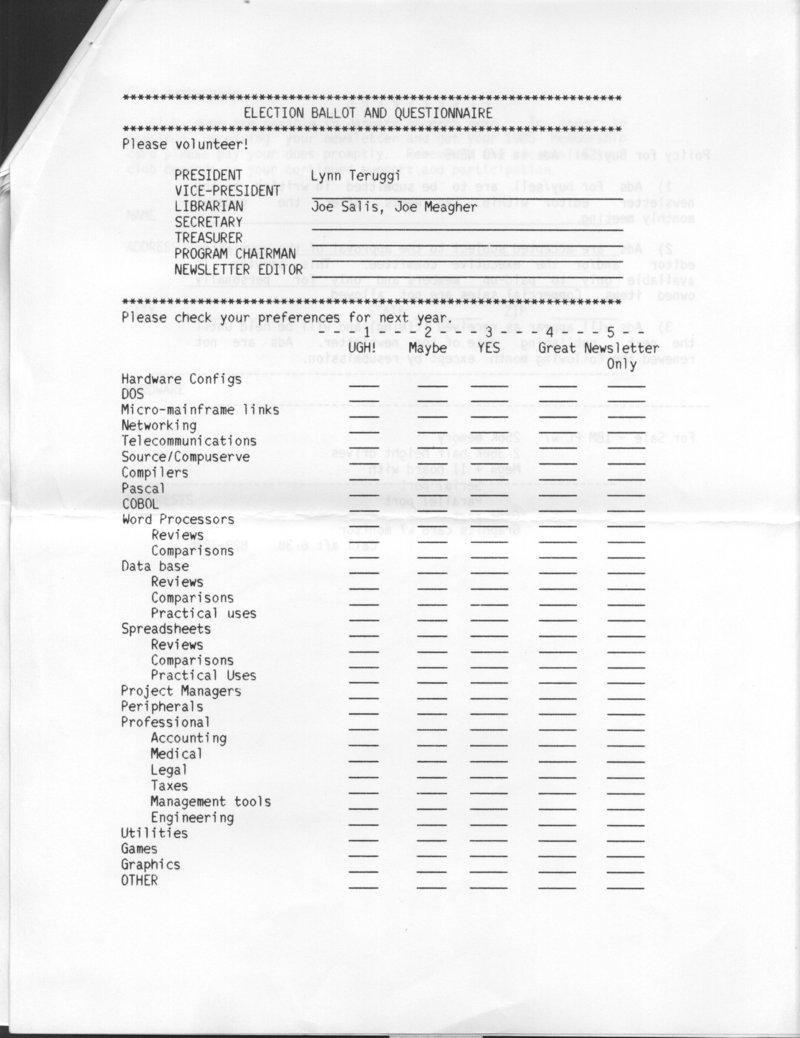 *******************************************************************
ELECTION BALLOT AND QUESTIONNAIRE
*******************************************************************
Please volunteer!
PRESIDENT Lynn Teruggi
VICE-PRESIDENT
LIBRARIAN Joe Salis, Joe Meagher
SECRETARY
TREASURER
PROGRAM CHAIRMAN
NEWSLETTER EDITOR
*******************************************************************
Please check your preferences for next year.
- - - 1 - - - - 2 - - - 3 - - - 4 - - - 5 - -
UGH! Maybe YES Great Newsletter
Only
Hardware Configs
DOS
Micro-mainframe links
Networking
Telecommunications
Source/Compuserve
Compilers
Pascal
COBOL
Word Processors
Reviews
Comparisons
Data base
Reviews
Comparisons
Practical uses
Spreadsheets
Reviews
Comparisons
Practical Uses
Project Managers
Peripherals
Professional
Accounting
Medical
Legal
Taxes
Management tools
Engineering
Utilities
Games
Graphics
OTHER